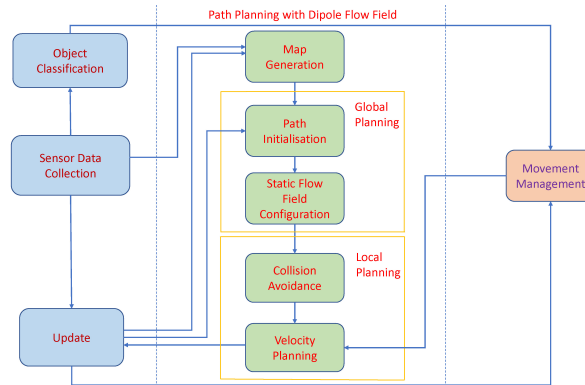 Path Planning with Dipole Flow Field
Object
Classification
Map
Generation
Global
Planning
Path
Initialisation
Sensor Data
Collection
Movement
Management
Static Flow
Field
Configuration
Local
Planning
Collision
Avoidance
Update
Velocity
Planning